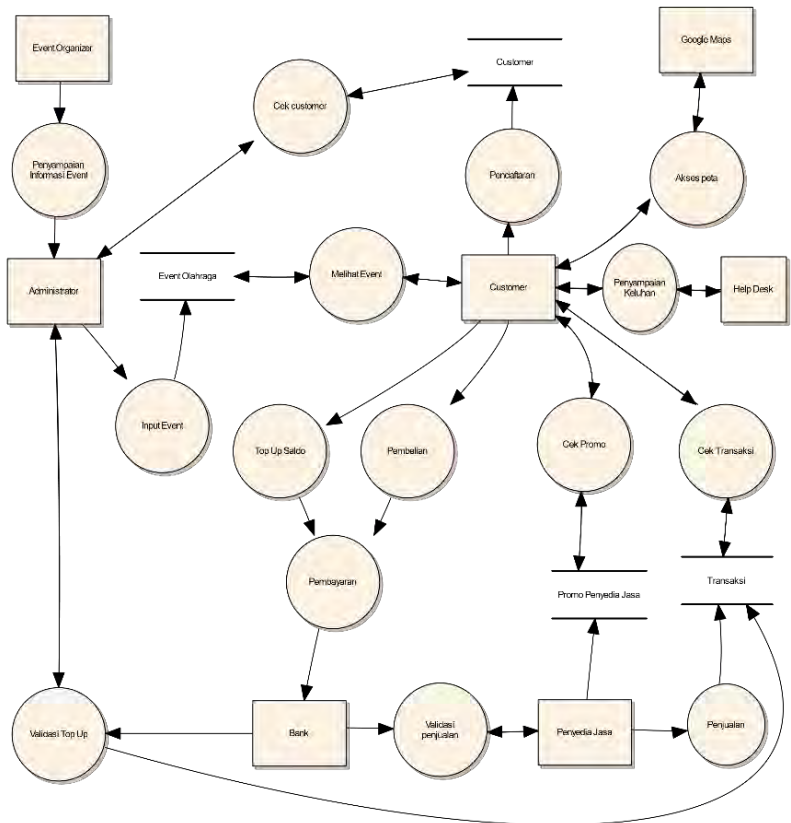 Event Organizer
Google Maps
Customer
Cek customer
Penyampaian
Informasi Event
Pendaftaran
Akses peta
Event Olahraga
Melihat Event
Customer
Penyampaian
Keluhan
Help Desk
Administrator
Input Event
Top Up Saldo
Pembelian
Cek Promo
Cek Transaksi
Pembayaran
Promo Penyedia Jasa
Transaksi
Validasi Top Up
Bank
Validasi
penjualan
Penyedia Jasa
Penjualan